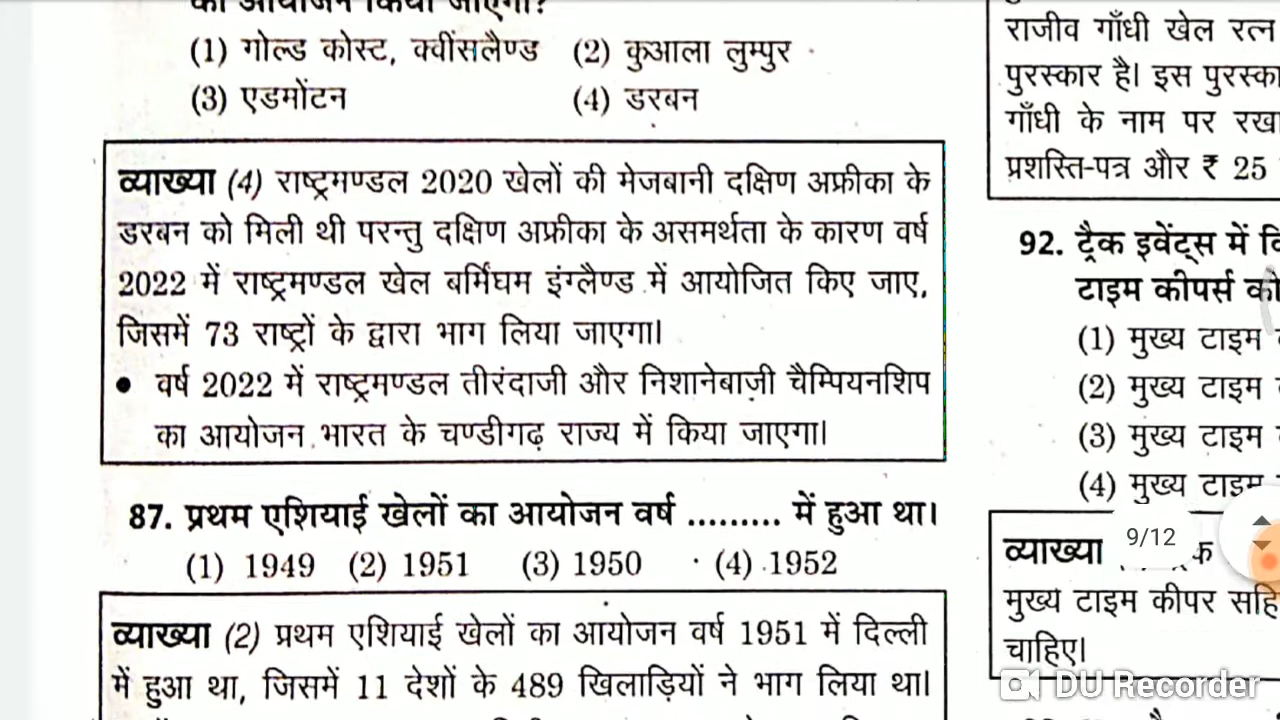 का आयोजन किया जाएगा?
(1) गोल्ड कोस्ट, क्वींसलैण्ड (2) कुआला लुम्पुर
(3) एडमोंटन (4) डरबन
व्याख्या (4) राष्ट्रमण्डल 2020 खेलों की मेजबानी दक्षिण अफ्रीका के
डरबन को मिली थी परन्तु दक्षिण अफ्रीका के असमर्थता के कारण वर्ष
2022 में राष्ट्रमण्डल खेल बर्मिंघम इंग्लैण्ड में आयोजित किए जाए,
जिसमें 73 राष्ट्रों के द्वारा भाग लिया जाएगा।
• वर्ष 2022 में राष्ट्रमण्डल तीरंदाजी और निशानेबाज़ी चैम्पियनशिप
का आयोजन भारत के चण्डीगढ़ राज्य में किया जाएगा।
87. प्रथम एशियाई खेलों का आयोजन वर्ष ......... में हुआ था।
(1) 1949 (2) 1951 (3) 1950 (4) 1952
व्याख्या (2) प्रथम एशियाई खेलों का आयोजन वर्ष 1951 में दिल्ली
में हुआ था, जिसमें 11 देशों के 489 खिलाड़ियों ने भाग लिया था।
राजीव गाँधी खेल रत्न
पुरस्कार है। इस पुरस्का
गाँधी के नाम पर रखा
प्रशस्ति-पत्र और ₹ 25
92. ट्रैक इवेंट्स में
टाइम कीपर्स को
(1) मुख्य टाइम
(2) मुख्य टाइम
(3) मुख्य टाइम
(4) मुख्य टाइम
9/12
व्याख्या
मुख्य टाइम कीपर सहि
चाहिए।
DU Recorder